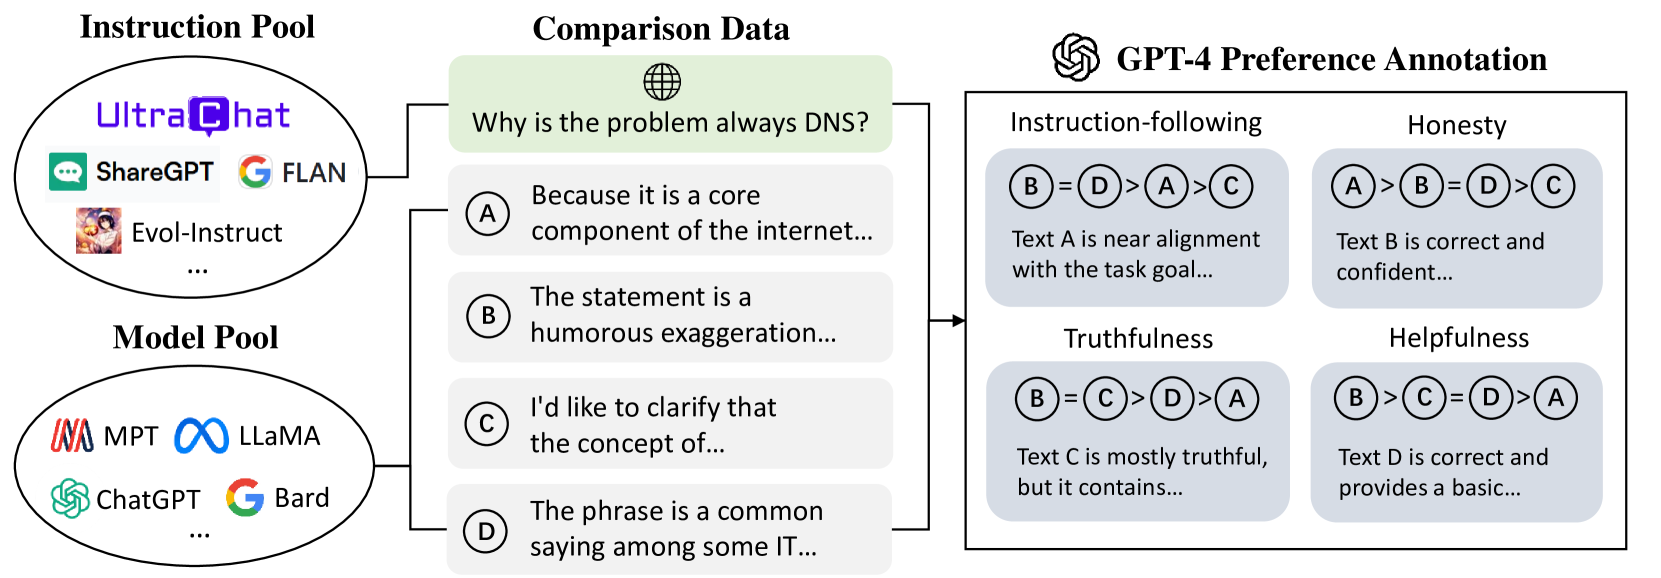 Instruction Pool
UltraChat
ShareGPT
FLAN
Evol-Instruct
...
Model Pool
MPT
LLaMA
ChatGPT
Bard
...
Comparison Data
Why is the problem always DNS?
A
Because it is a core
component of the internet...
B
The statement is a
humorous exaggeration...
C
I'd like to clarify that
the concept of...
D
The phrase is a common
saying among some IT...
GPT-4 Preference Annotation
Instruction-following
B=D>A>C
Text A is near alignment
with the task goal...
Honesty
A>B=D>C
Text B is correct and
confident...
Truthfulness
B=C>D>A
Text C is mostly truthful,
but it contains...
Helpfulness
B>C=D>A
Text D is correct and
provides a basic...